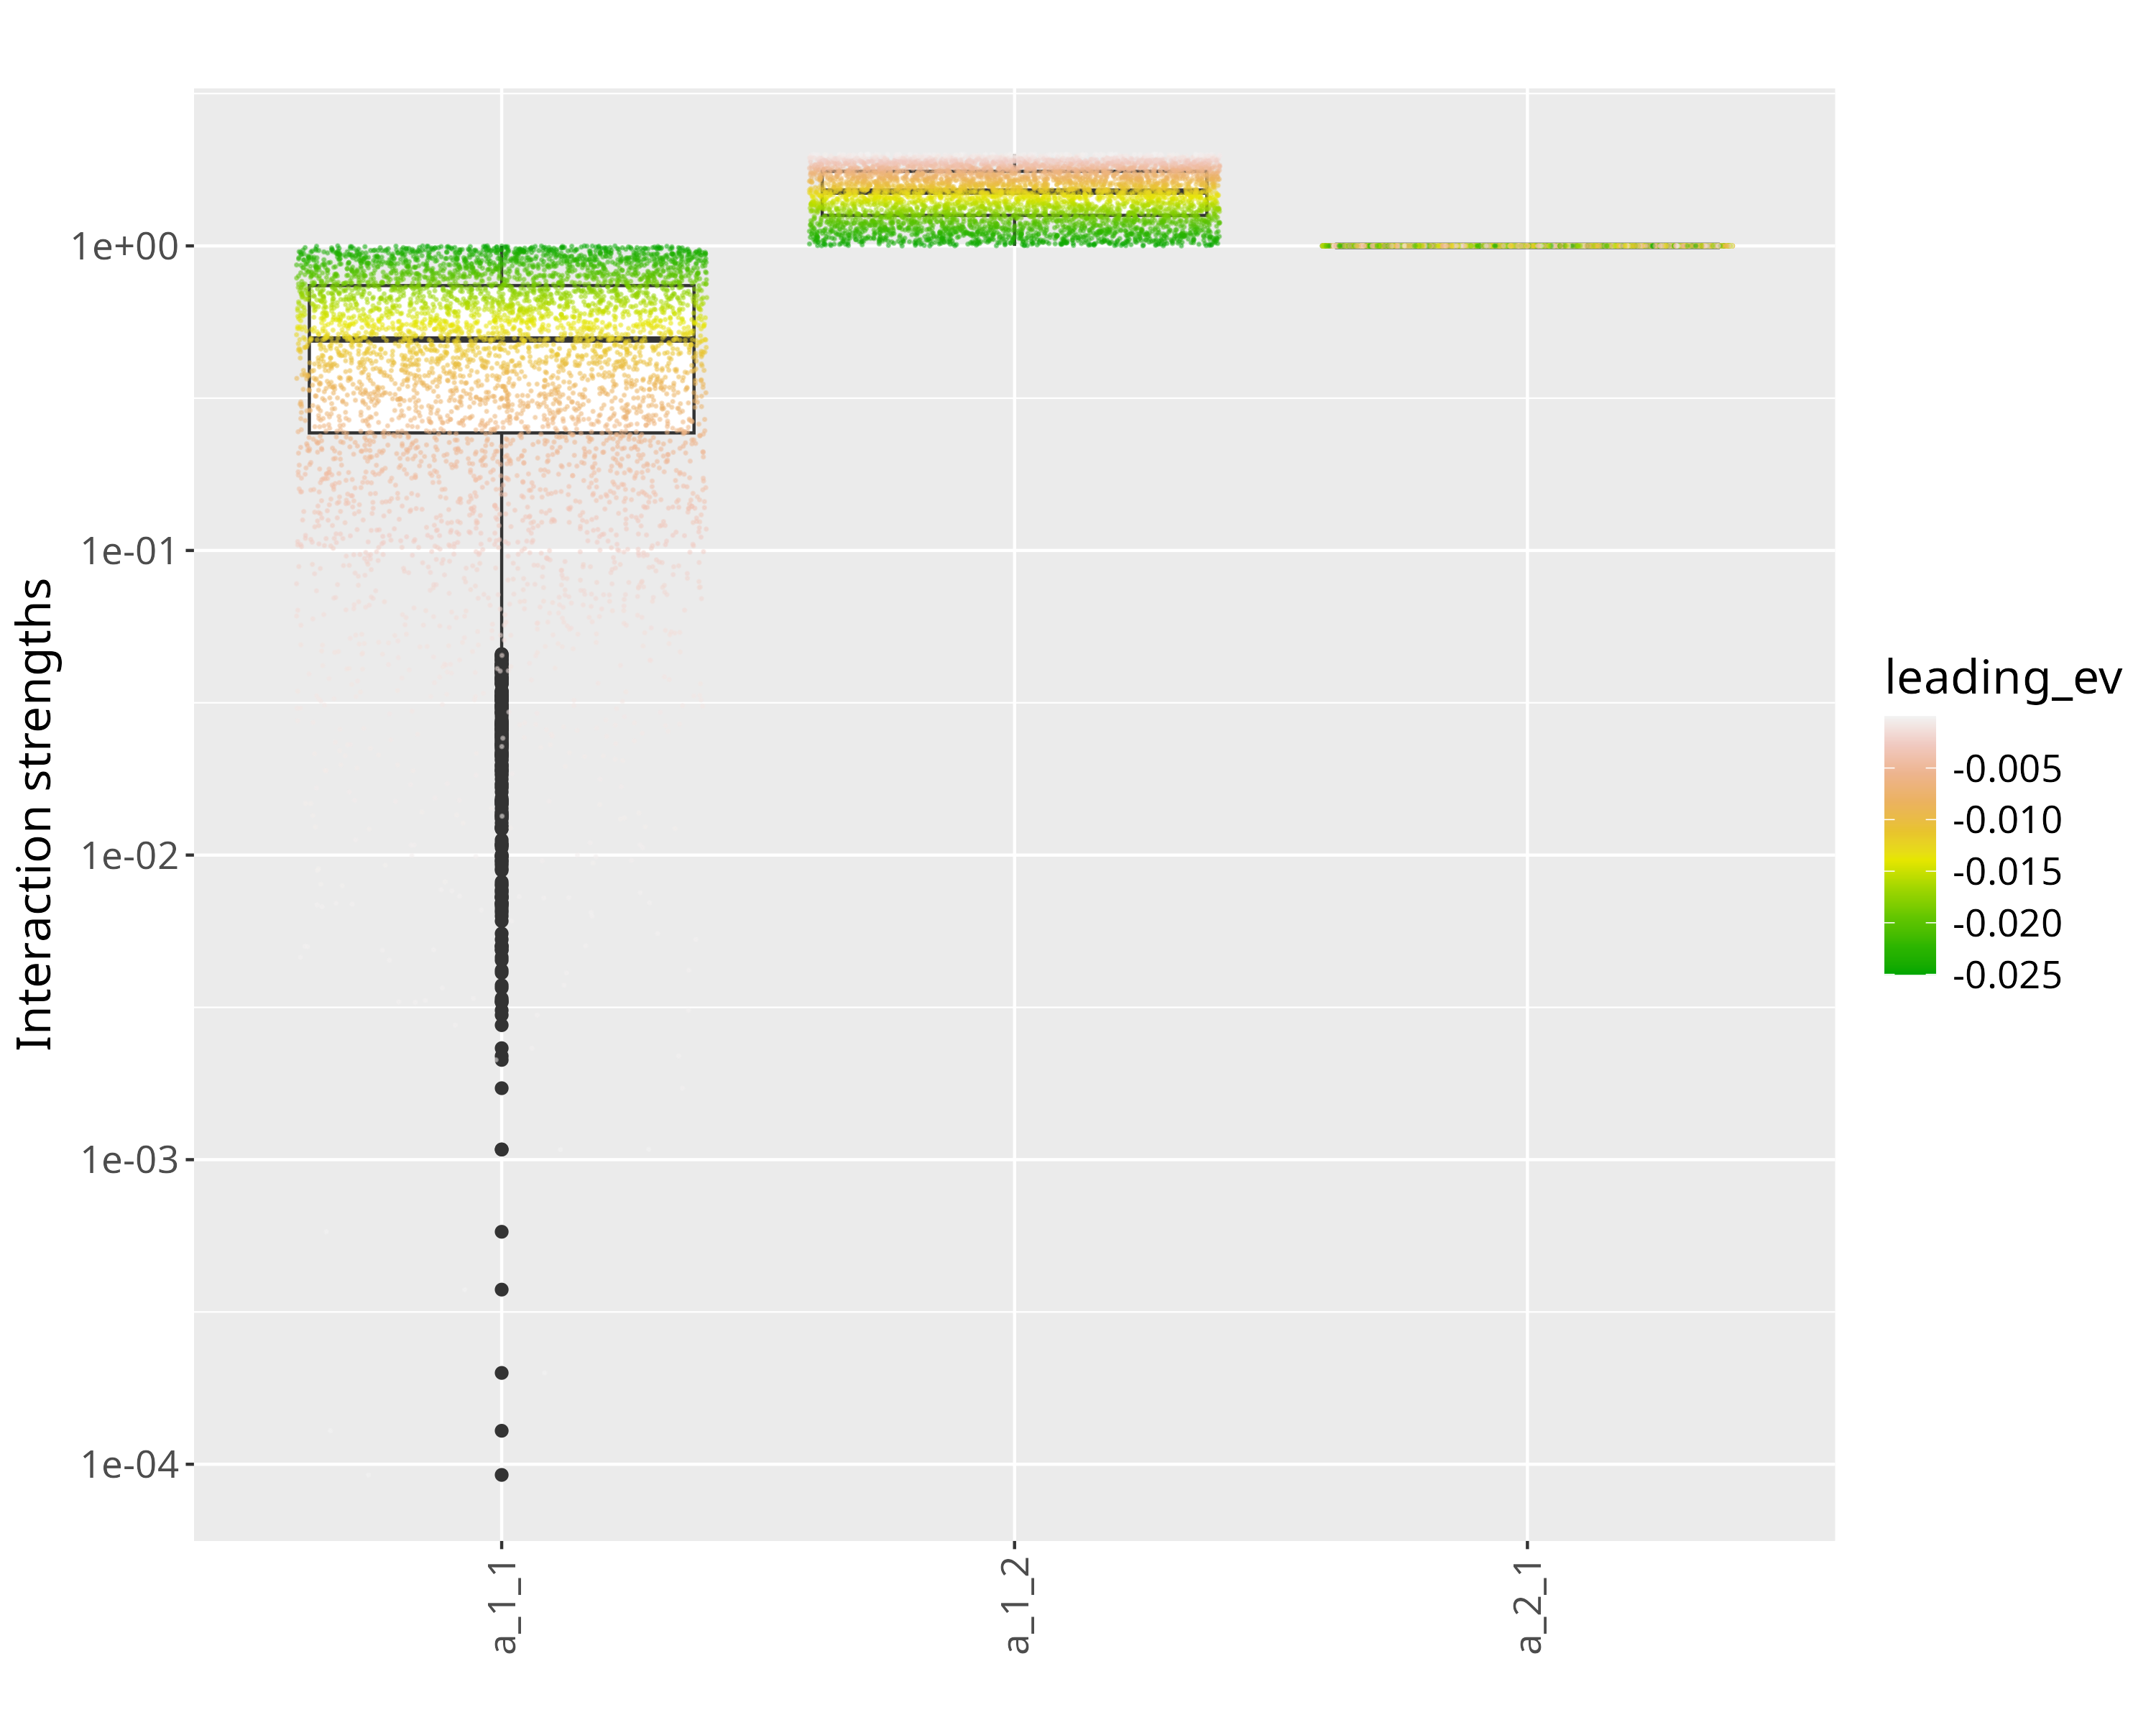 Interaction strengths
1e+00
1e-01
1e-02
1e-03
1e-04
a_1_1
a_1_2
a_2_1
leading_ev
-0.005
-0.010
-0.015
-0.020
-0.025